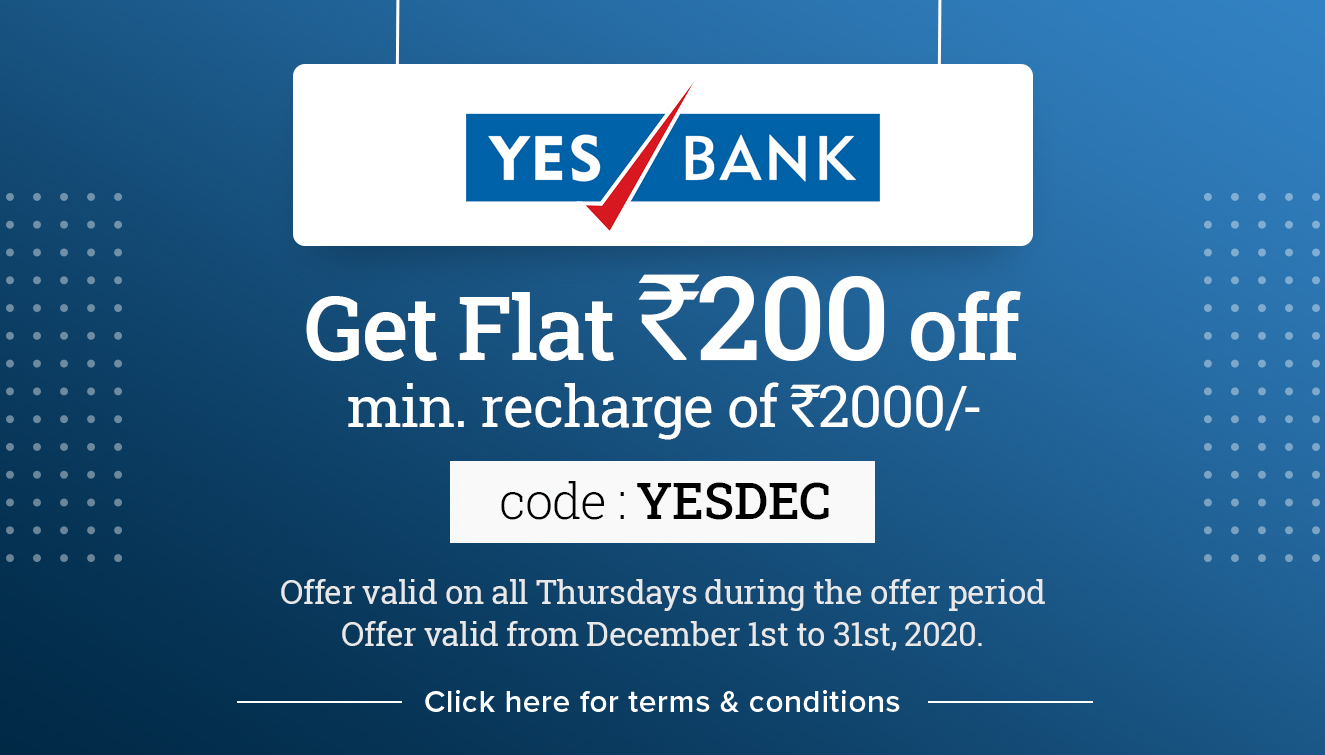 YES BANK
Get Flat ₹200 off
min. recharge of ₹2000/-
code : YESDEC
Offer valid on all Thursdays during the offer period
Offer valid from December 1st to 31st, 2020.
Click here for terms & conditions